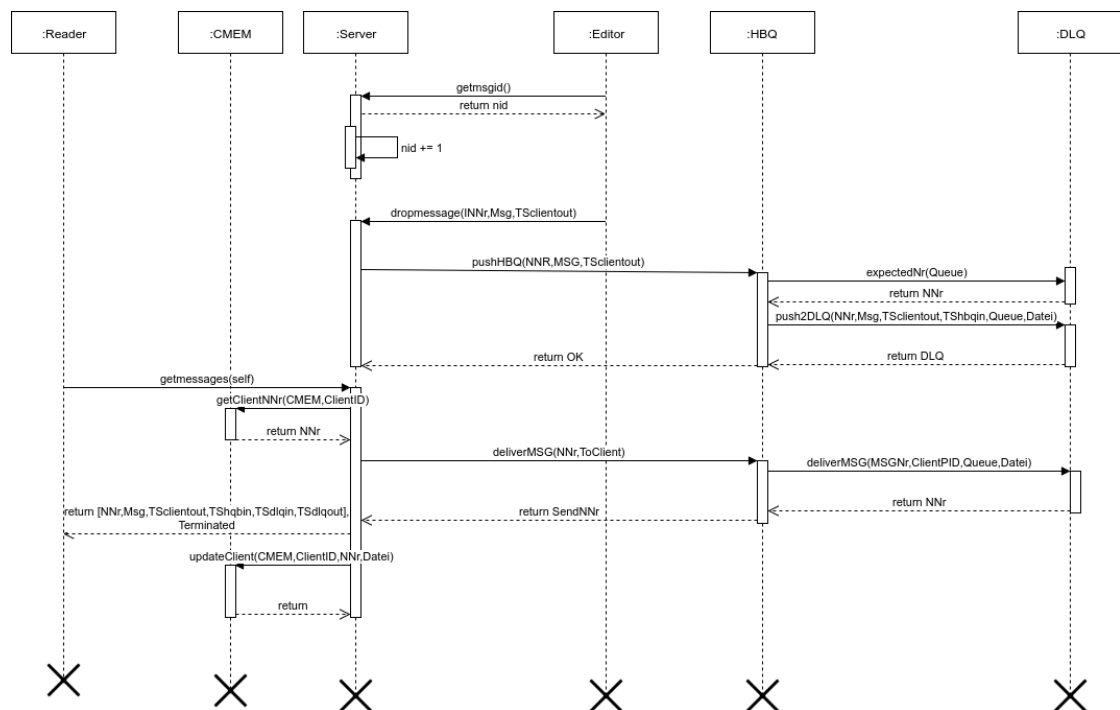 :Reader
:CMEM
:Server
:Editor
:HBQ
:DLQ
getmsgid()
return nid
nid += 1
dropmessage(INNr,Msg,TSclientout)
pushHBQ(NNR,MSG,TSclientout)
expectedNr(Queue)
return NNr
push2DLQ(NNr,Msg,TSclientout,TShbqin,Queue,Datei)
return DLQ
return OK
getmessages(self)
getClientNNr(CMEM,ClientID)
return NNr
deliverMSG(NNr,ToClient)
deliverMSG(MSGNr,ClientPID,Queue,Datei)
return NNr
return SendNNr
return [NNr,Msg,TSclientout,TShqbin,TSdlqin,TSdlqout],
Terminated
updateClient(CMEM,ClientID,NNr,Datei)
return